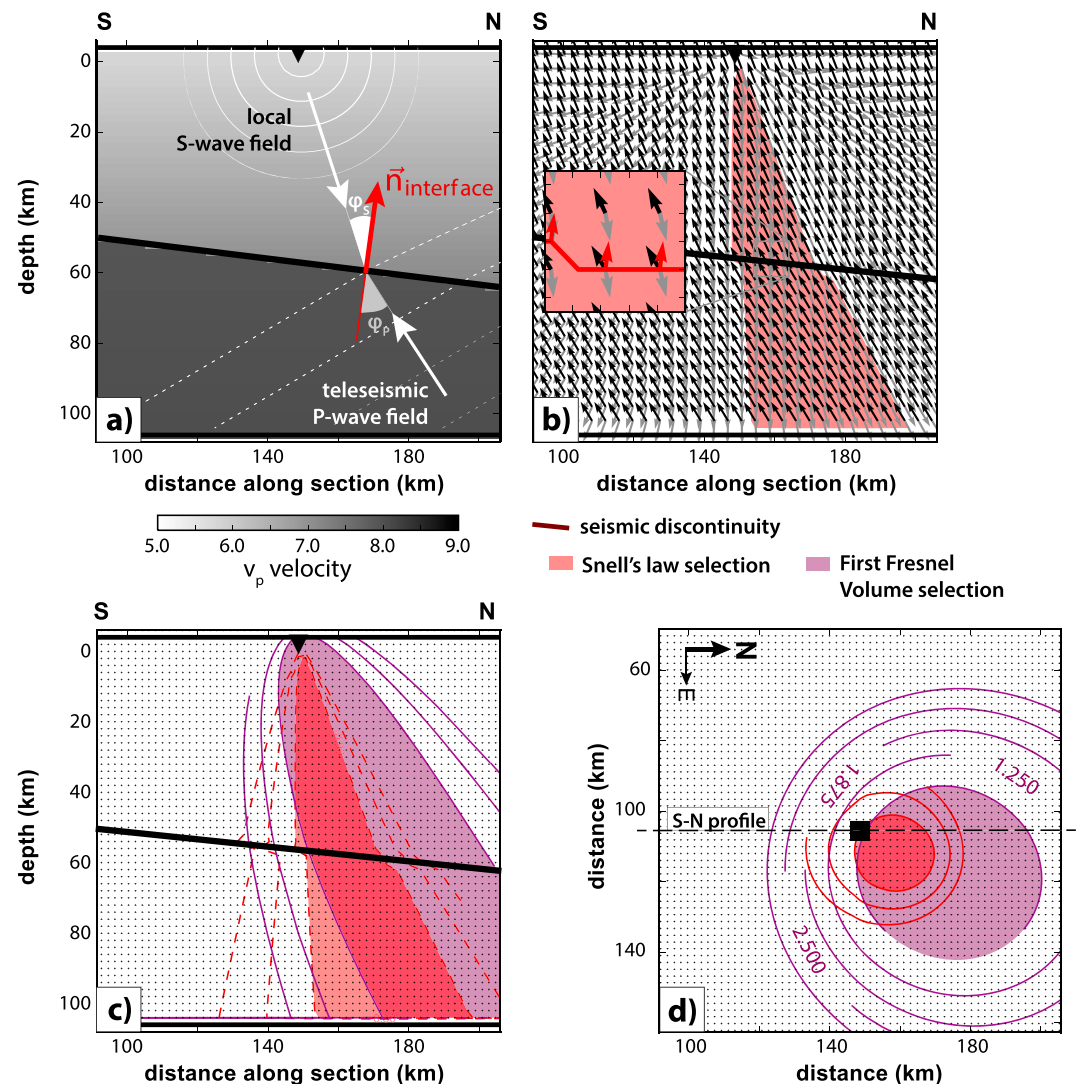 S N
0
20
40
60
80
100
depth (km)
local
S-wave field
n⃗interface
φS
φP
teleseismic
P-wave field
a)
100 140 180
distance along section (km)
5.0 6.0 7.0 8.0 9.0
vp velocity
S N
b)
100 140 180
distance along section (km)
seismic discontinuity
Snell's law selection
First Fresnel
Volume selection
S N
0
20
40
60
80
100
depth (km)
c)
100 140 180
distance along section (km)
N
E
60
100
140
distance (km)
S-N profile
1.875
1.250
2.500
d)
100 140 180
distance (km)